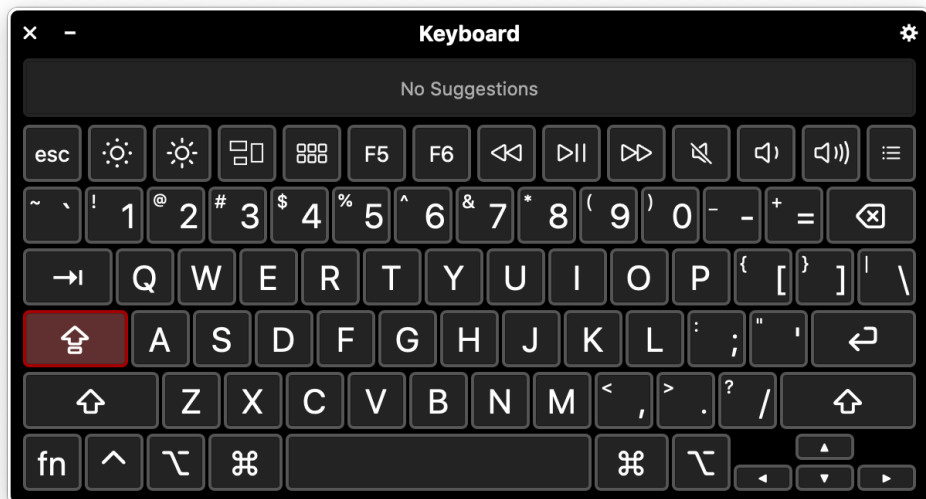 Keyboard
No Suggestions
esc F5 F6
~ ` ! 1 @ 2 # 3 $ 4 % 5 ^ 6 & 7 * 8 ( 9 ) 0 _ - + =
Q W E R T Y U I O P { [ } ] | \
A S D F G H J K L : ; " '
Z X C V B N M < , > . ? /
fn ^ ⌥ ⌘ ⌘ ⌥